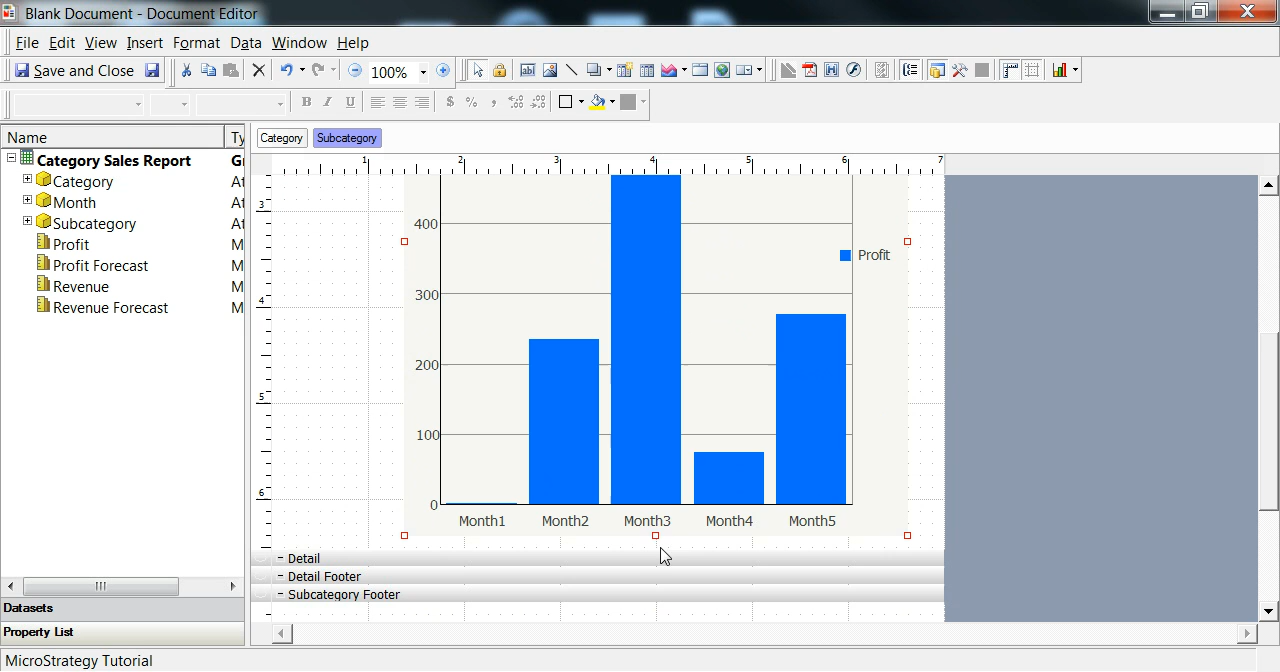 Blank Document - Document Editor
File Edit View Insert Format Data Window Help
Save and Close 100%
B I U $ % ,
Name Ty Category Subcategory
Category Sales Report Gr
Category At
Month At
Subcategory At
Profit M
Profit Forecast M
Revenue M
Revenue Forecast M
1 2 3 4 5 6 7
3
4
5
6
400
300
200
100
0
Profit
Month1 Month2 Month3 Month4 Month5
Detail
Detail Footer
Subcategory Footer
Datasets
Property List
MicroStrategy Tutorial